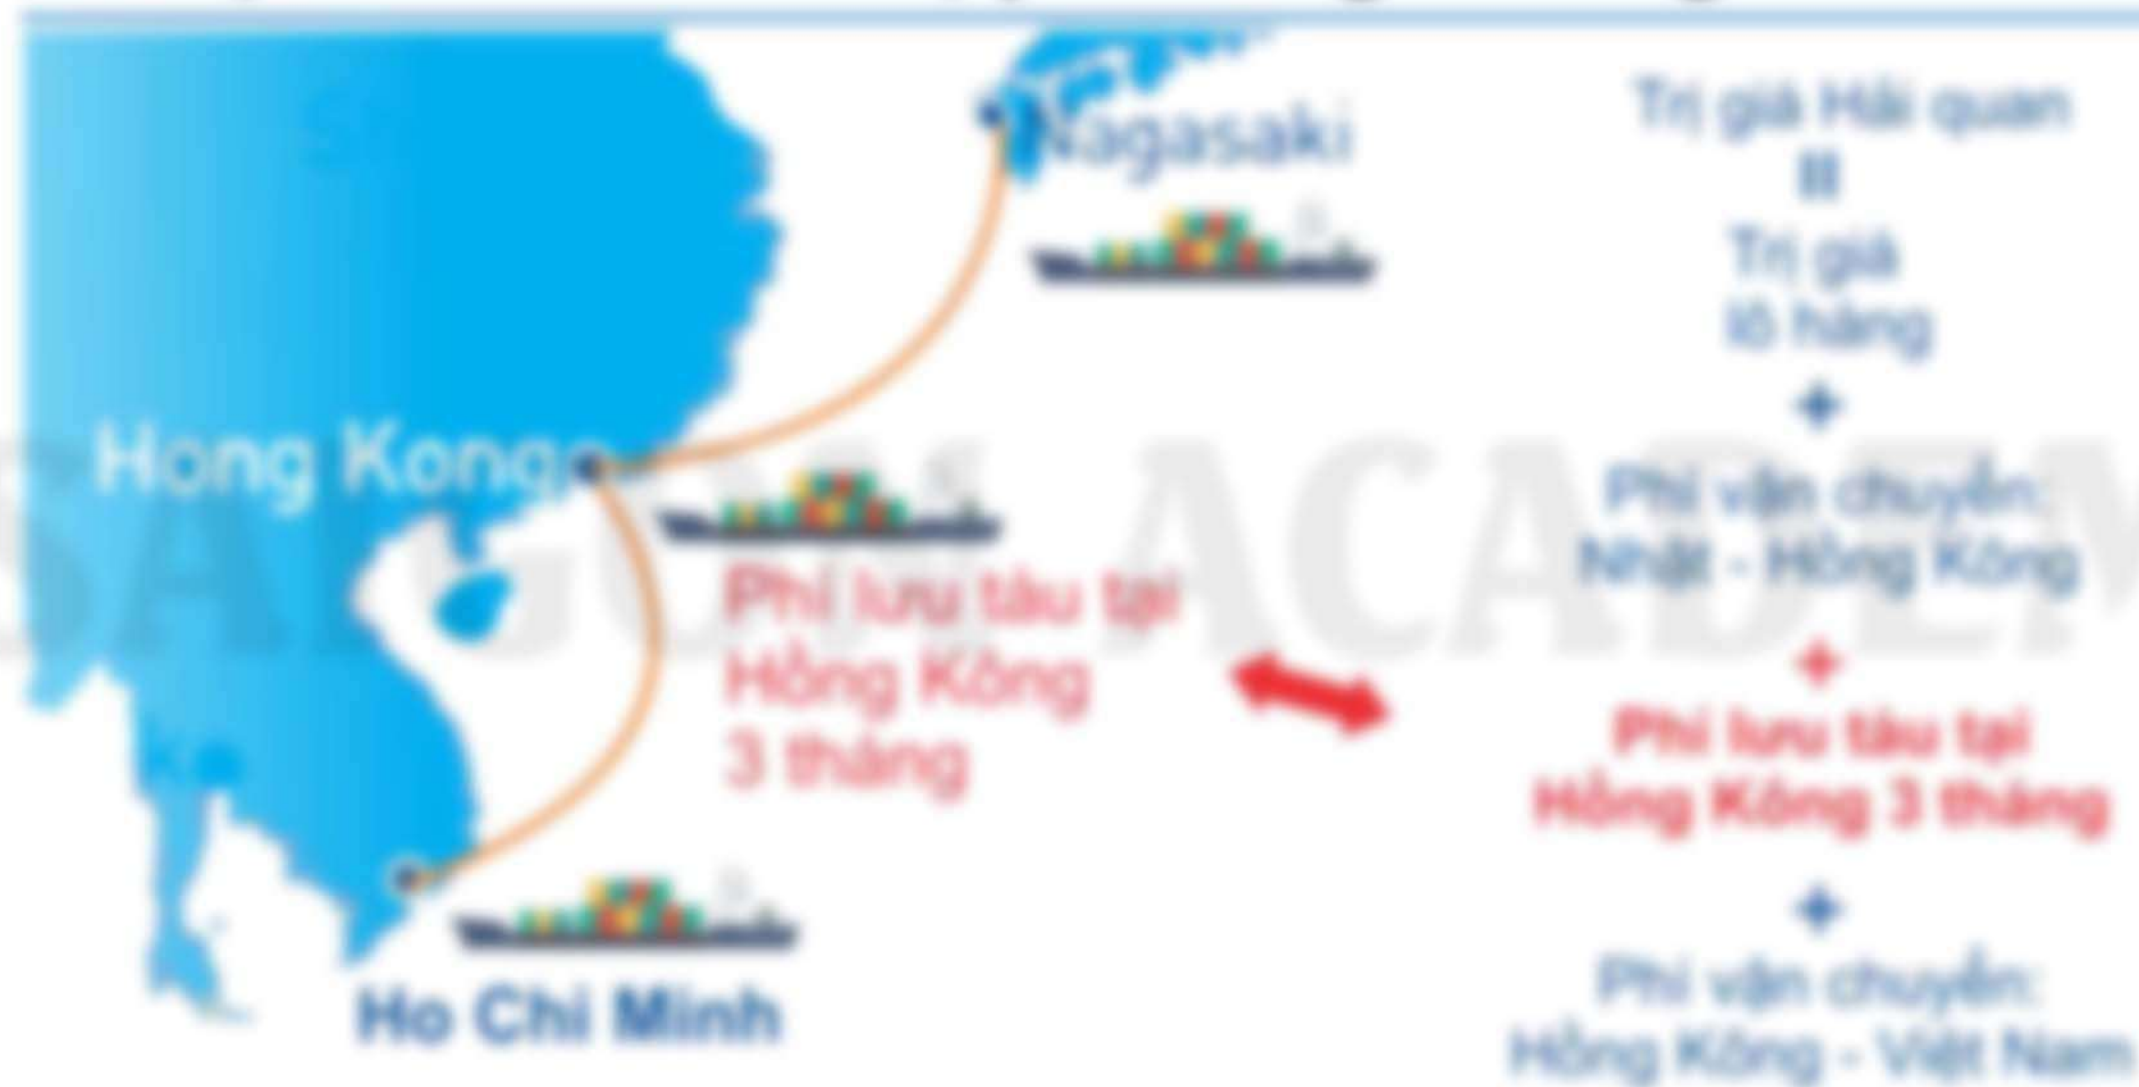 Nagasaki
Hong Kong
Phí lưu tàu tại
Hồng Kông
3 tháng
Ho Chi Minh
Trị giá Hải quan
=
Trị giá
lô hàng
+
Phí vận chuyển:
Nhật - Hồng Kông
+
Phí lưu tàu tại
Hồng Kông 3 tháng
+
Phí vận chuyển:
Hồng Kông - Việt Nam
SAIGON ACADEM